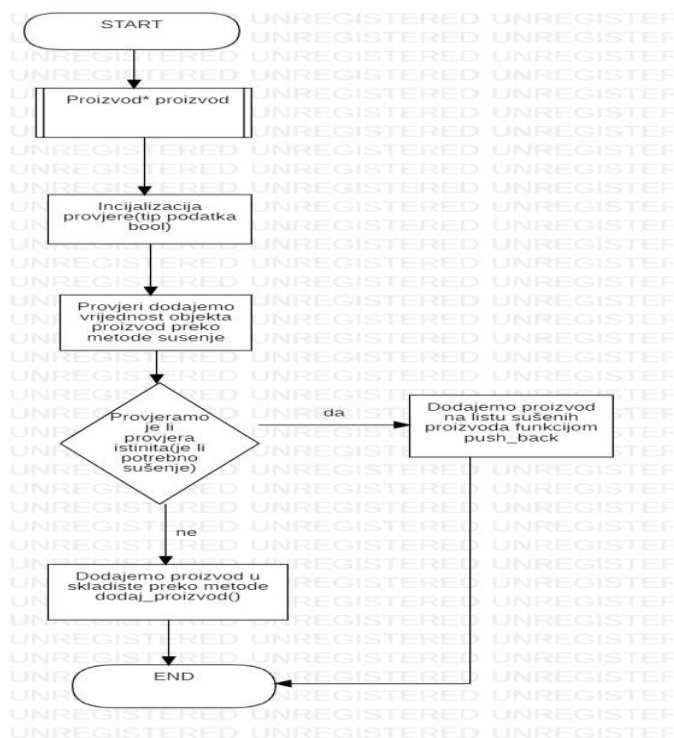 START
Proizvod* proizvod
Incijalizacija
provjere(tip podatka
bool)
Provjeri dodajemo
vrijednost objekta
proizvod preko
metode susenje
Provjeramo
je li
provjera
istinita(je li
potrebno
sušenje)
da
Dodajemo proizvod
na listu sušenih
proizvoda funkcijom
push_back
ne
Dodajemo proizvod u
skladiste preko metode
dodaj_proizvod()
END
UNREGISTERED